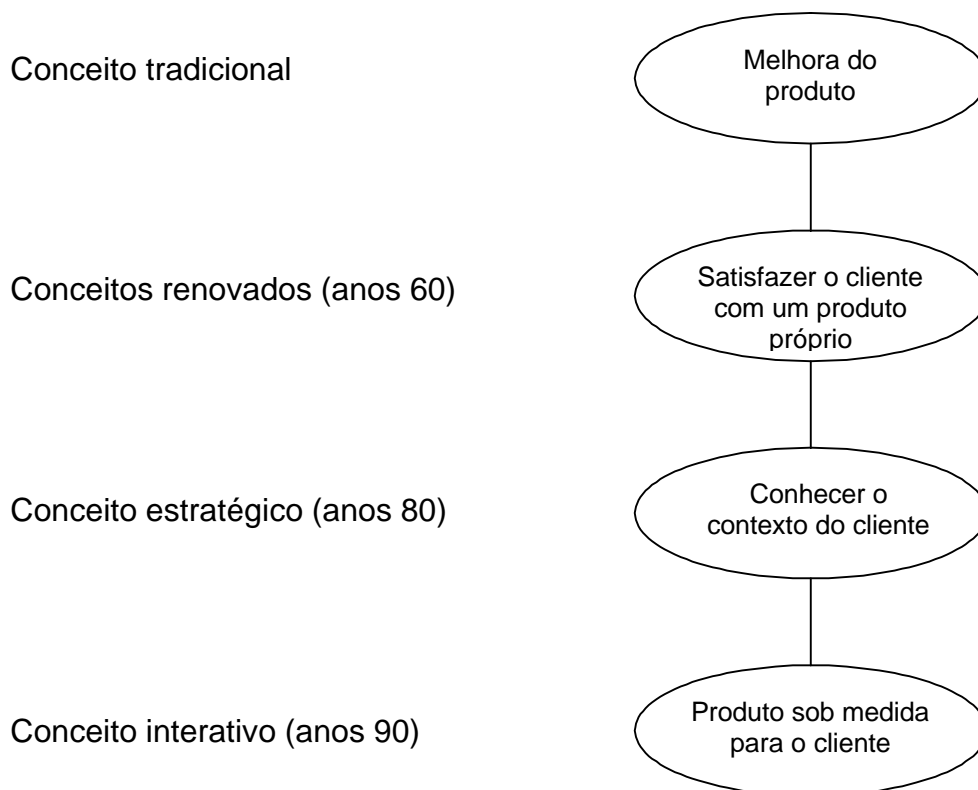 Conceito tradicional
Melhora do
produto
Conceitos renovados (anos 60)
Satisfazer o cliente
com um produto
próprio
Conceito estratégico (anos 80)
Conhecer o
contexto do cliente
Conceito interativo (anos 90)
Produto sob medida
para o cliente